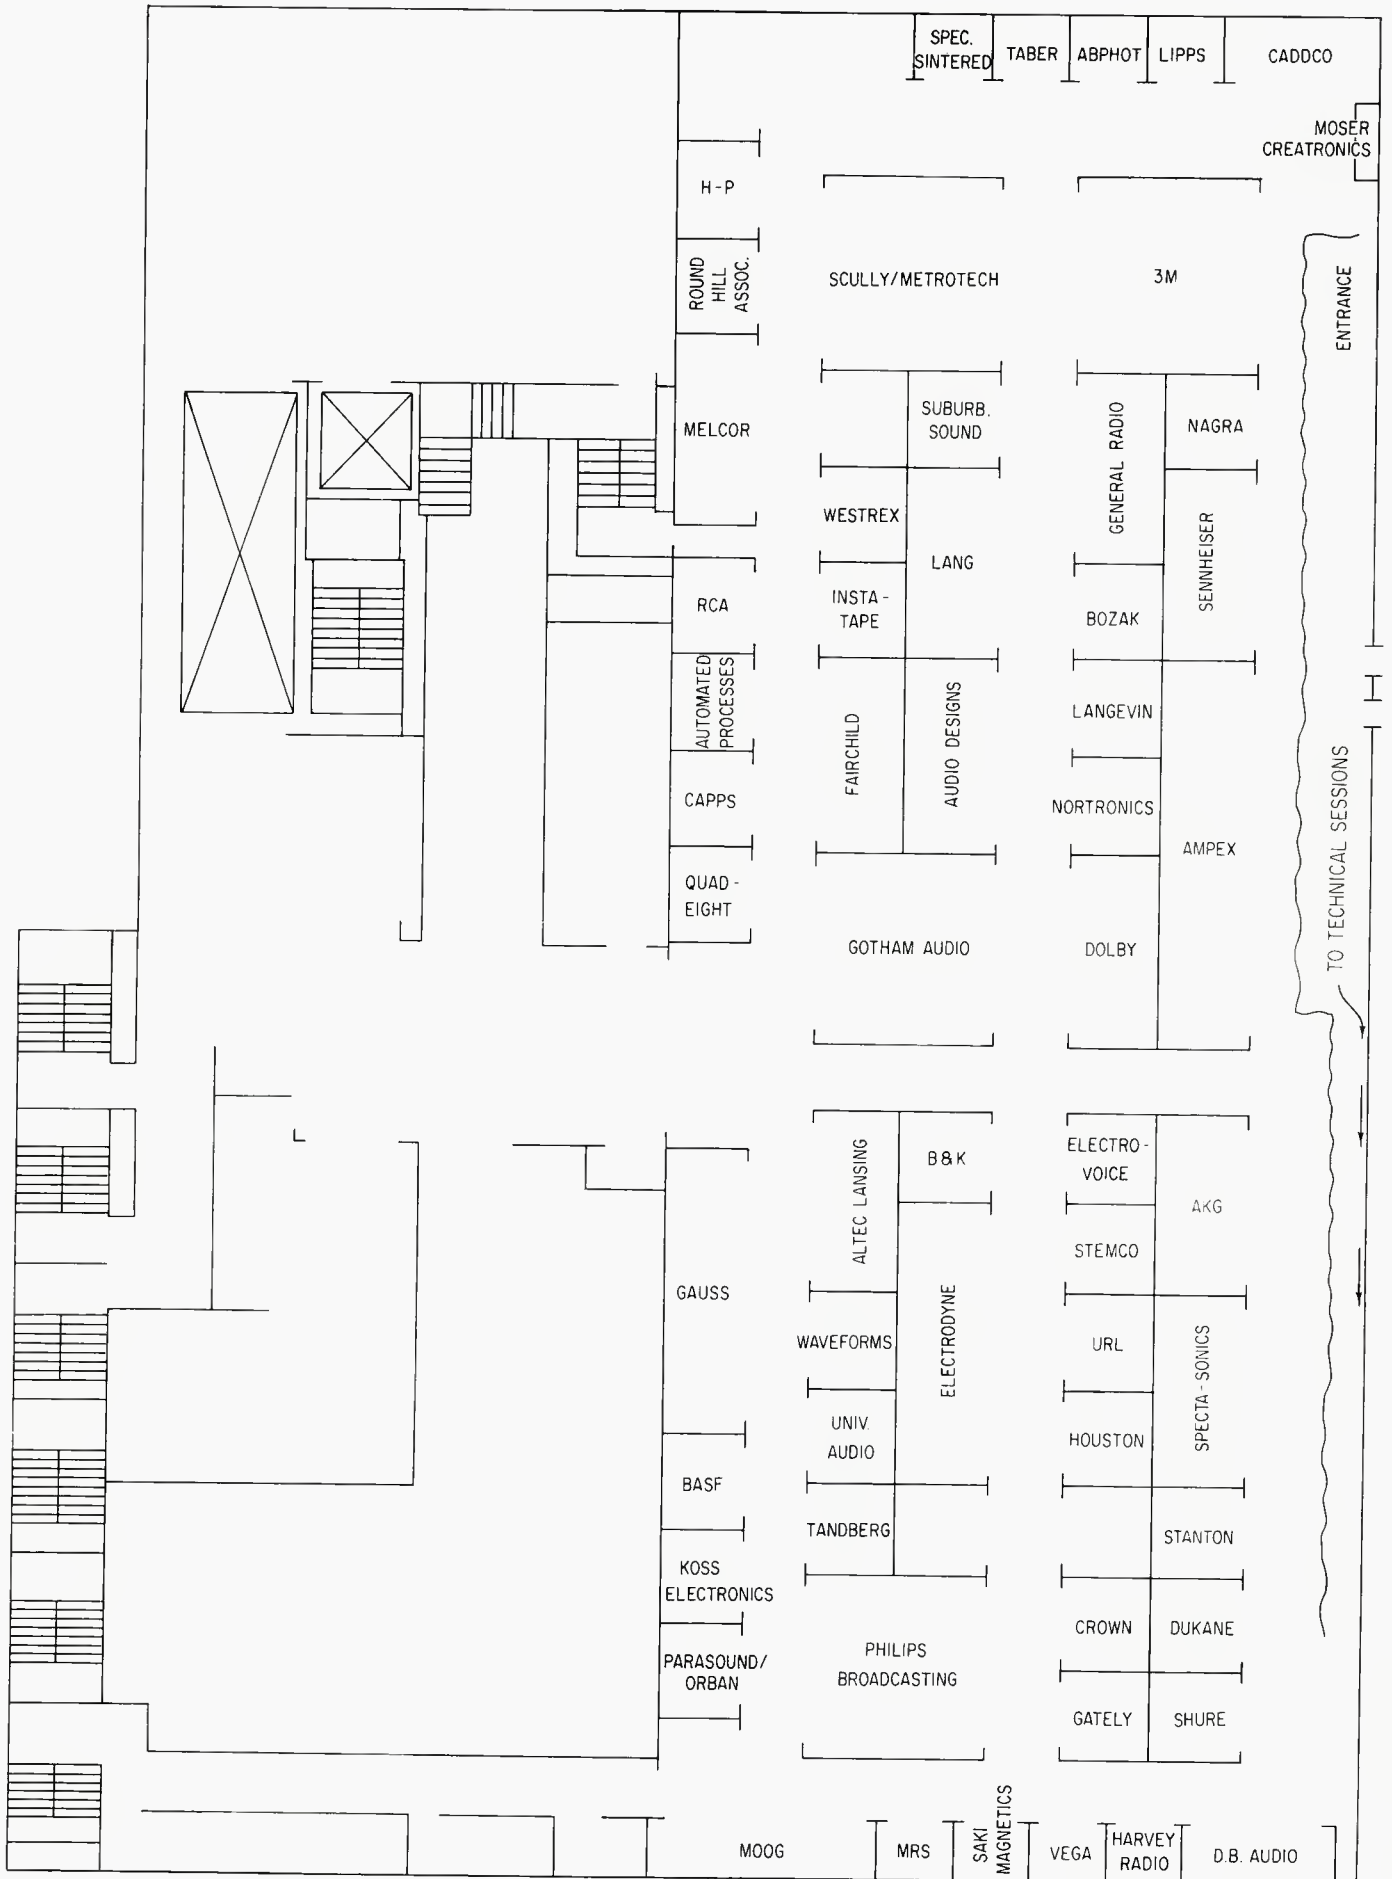 SPEC.
SINTERED
TABER
ABPHOT
LIPPS
CADDCO
MOSER
CREATRONICS
H-P
ROUND
HILL
ASSOC.
SCULLY/METROTECH
3M
ENTRANCE
MELCOR
SUBURB.
SOUND
GENERAL RADIO
NAGRA
WESTREX
LANG
SENNHEISER
RCA
INSTA-
TAPE
BOZAK
AUTOMATED
PROCESSES
FAIRCHILD
AUDIO DESIGNS
LANGEVIN
CAPPS
NORTRONICS
AMPEX
TO TECHNICAL SESSIONS
QUAD-
EIGHT
GOTHAM AUDIO
DOLBY
ALTEC LANSING
B&K
ELECTRO-
VOICE
AKG
STEMCO
GAUSS
ELECTRODYNE
WAVEFORMS
URL
SPECTA-SONICS
UNIV.
AUDIO
HOUSTON
BASF
TANDBERG
STANTON
KOSS
ELECTRONICS
CROWN
DUKANE
PARASOUND/
ORBAN
PHILIPS
BROADCASTING
GATELY
SHURE
MOOG
MRS
SAKI
MAGNETICS
VEGA
HARVEY
RADIO
D.B. AUDIO